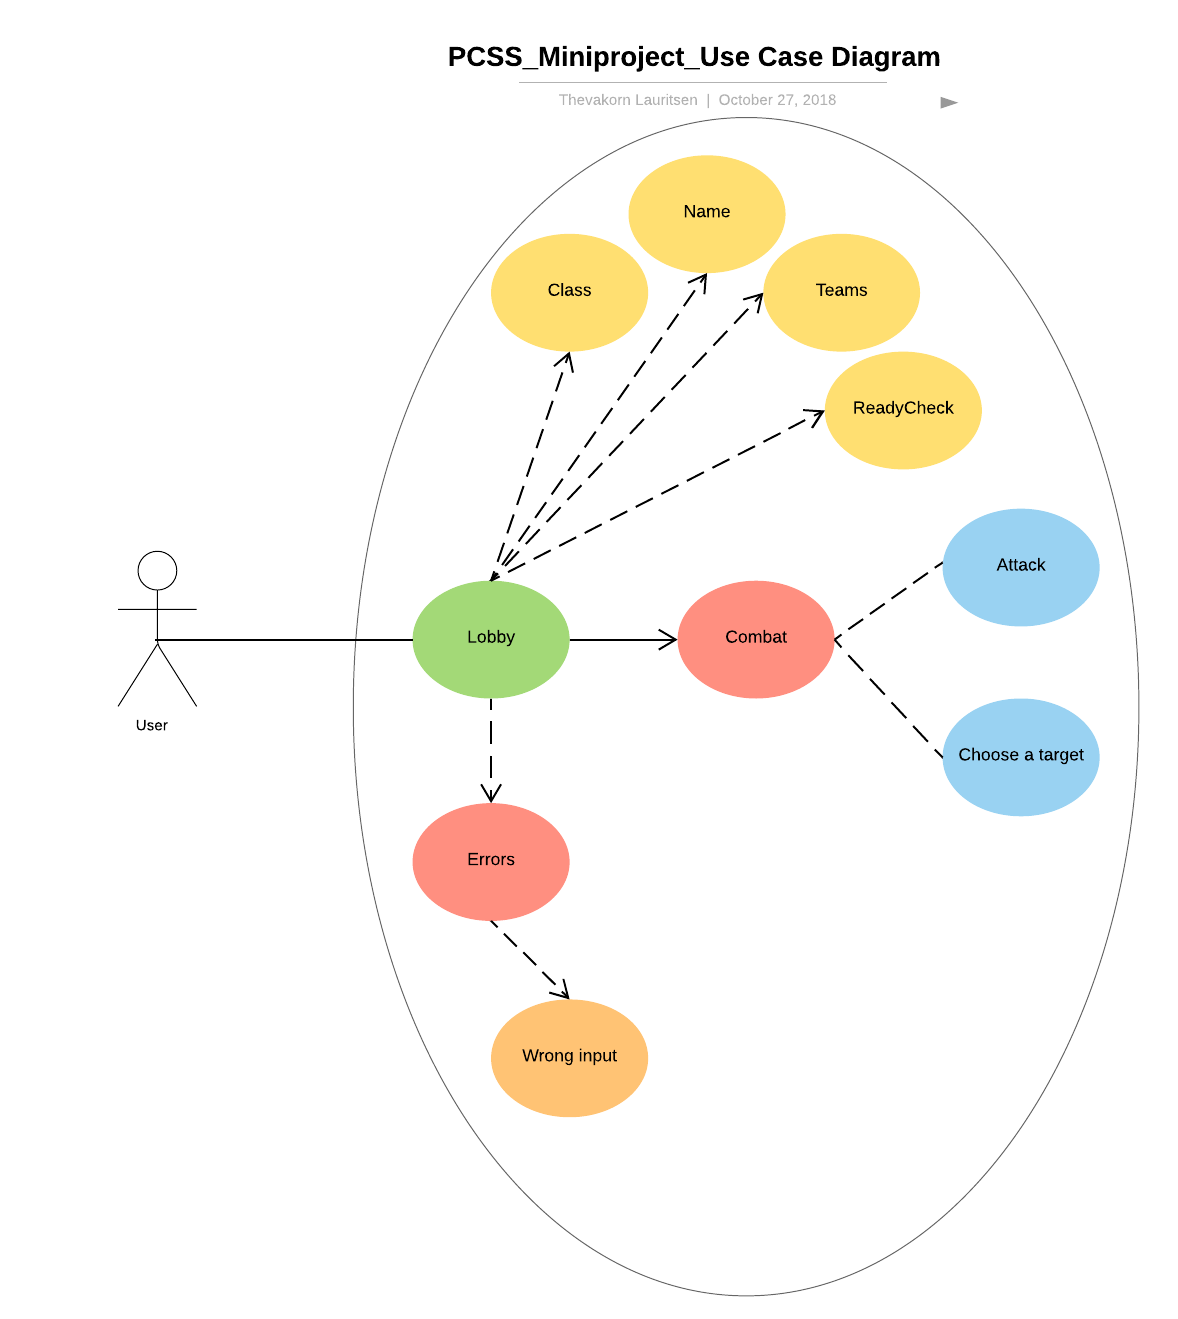 PCSS_Miniproject_Use Case Diagram
Thevakorn Lauritsen | October 27, 2018
Name
Class
Teams
ReadyCheck
Attack
Lobby
Combat
User
Choose a target
Errors
Wrong input